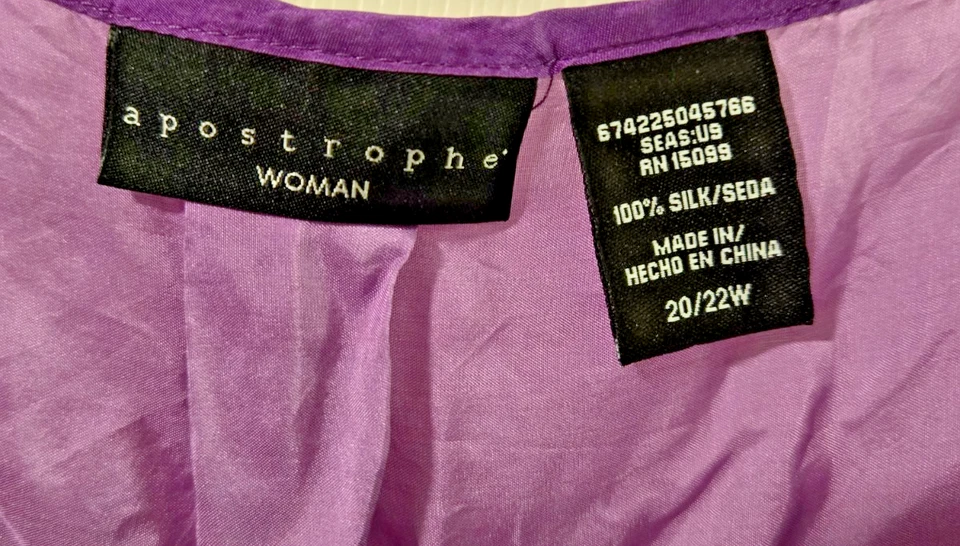 apostrophe
WOMAN
674225045766
SEAS:U9
RN 15099
100% SILK/SEDA
MADE IN/
HECHO EN CHINA
20/22W